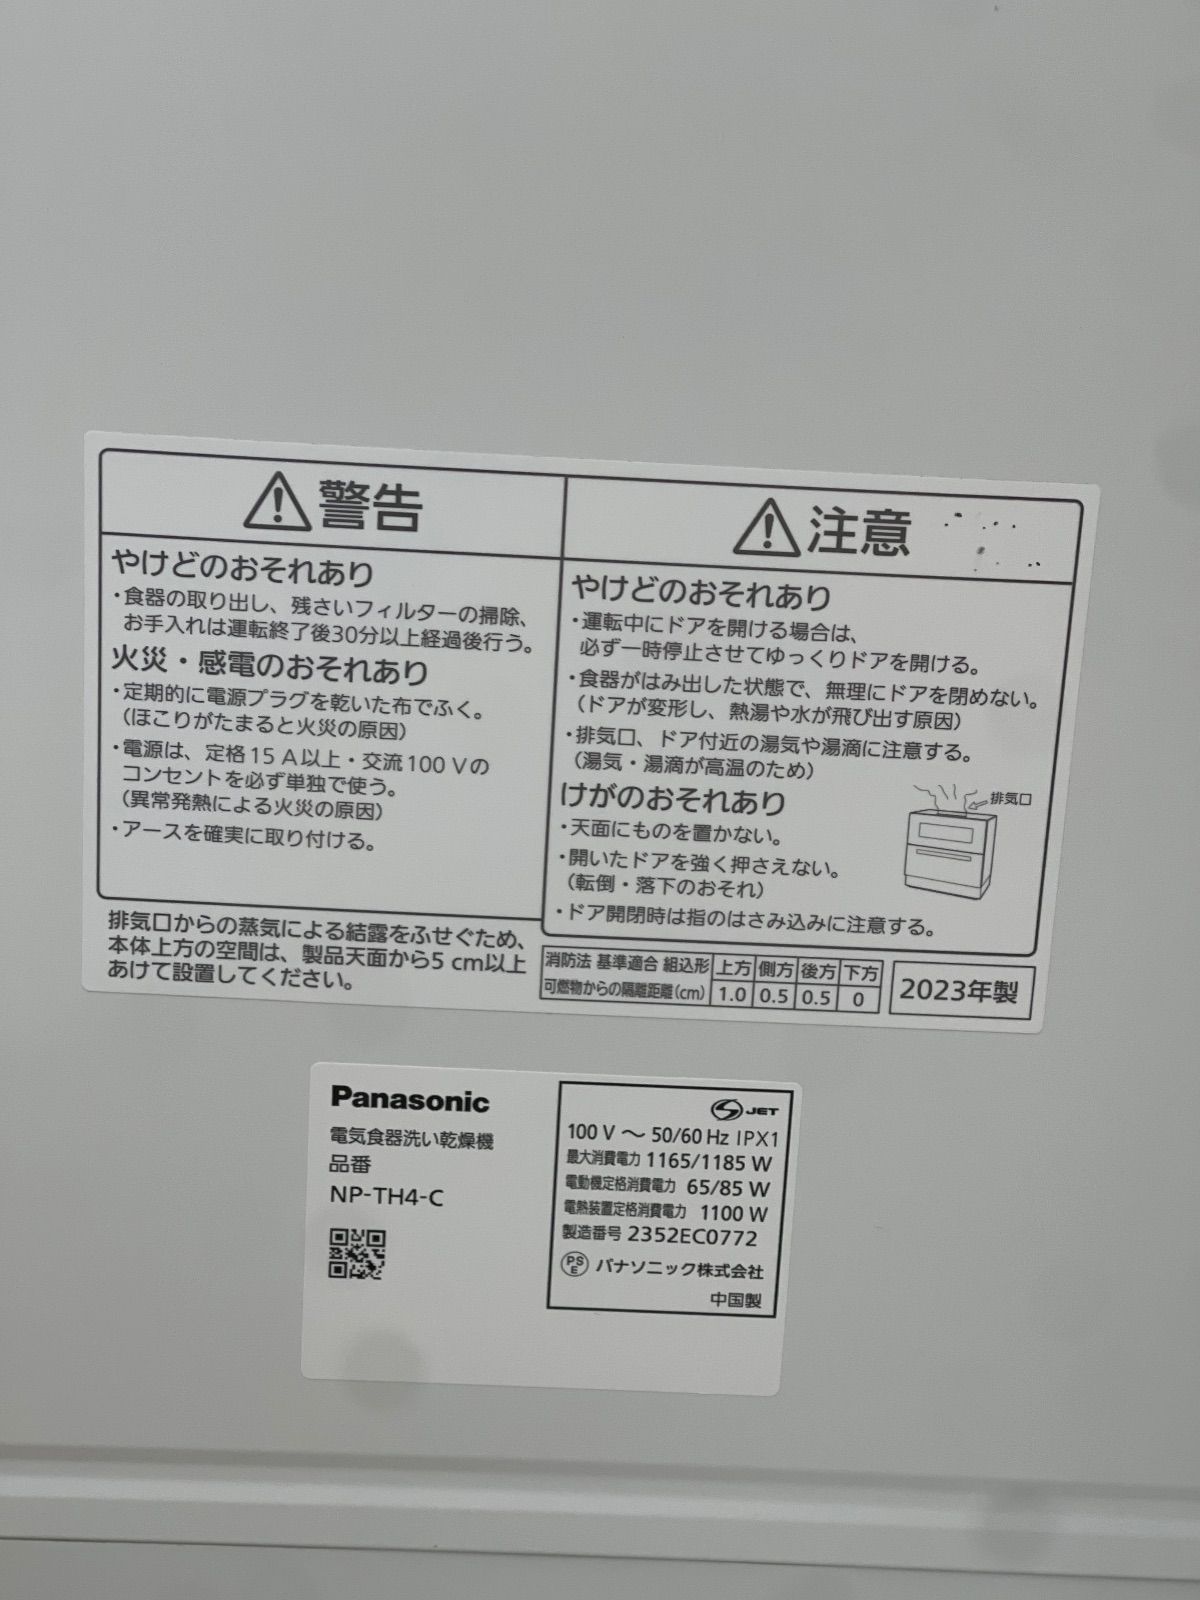 警告
やけどのおそれあり
・食器の取り出し、残さいフィルターの掃除、
お手入れは運転終了後30分以上経過後行う。
火災・感電のおそれあり
・定期的に電源プラグを乾いた布でふく。
（ほこりがたまると火災の原因）
・電源は、定格15 A以上・交流100 Vの
コンセントを必ず単独で使う。
（異常発熱による火災の原因）
・アースを確実に取り付ける。
注意
やけどのおそれあり
・運転中にドアを開ける場合は、
必ず一時停止させてゆっくりドアを開ける。
・食器がはみ出した状態で、無理にドアを閉めない。
（ドアが変形し、熱湯や水が飛び出す原因）
・排気口、ドア付近の湯気や湯滴に注意する。
（湯気・湯滴が高温のため）
けがのおそれあり
・天面にものを置かない。
・開いたドアを強く押さえない。
（転倒・落下のおそれ）
・ドア開閉時は指のはさみ込みに注意する。
排気口
排気口からの蒸気による結露をふせぐため、
本体上方の空間は、製品天面から5 cm以上
あけて設置してください。
消防法 基準適合 組込形 上方 側方 後方 下方
可燃物からの隔離距離(cm) 1.0 0.5 0.5 0
2023年製
Panasonic
電気食器洗い乾燥機
品番
NP-TH4-C
JET
100 V ～ 50/60 Hz IPX1
最大消費電力 1165/1185 W
電動機定格消費電力 65/85 W
電熱装置定格消費電力 1100 W
製造番号 2352EC0772
PSE パナソニック株式会社
中国製